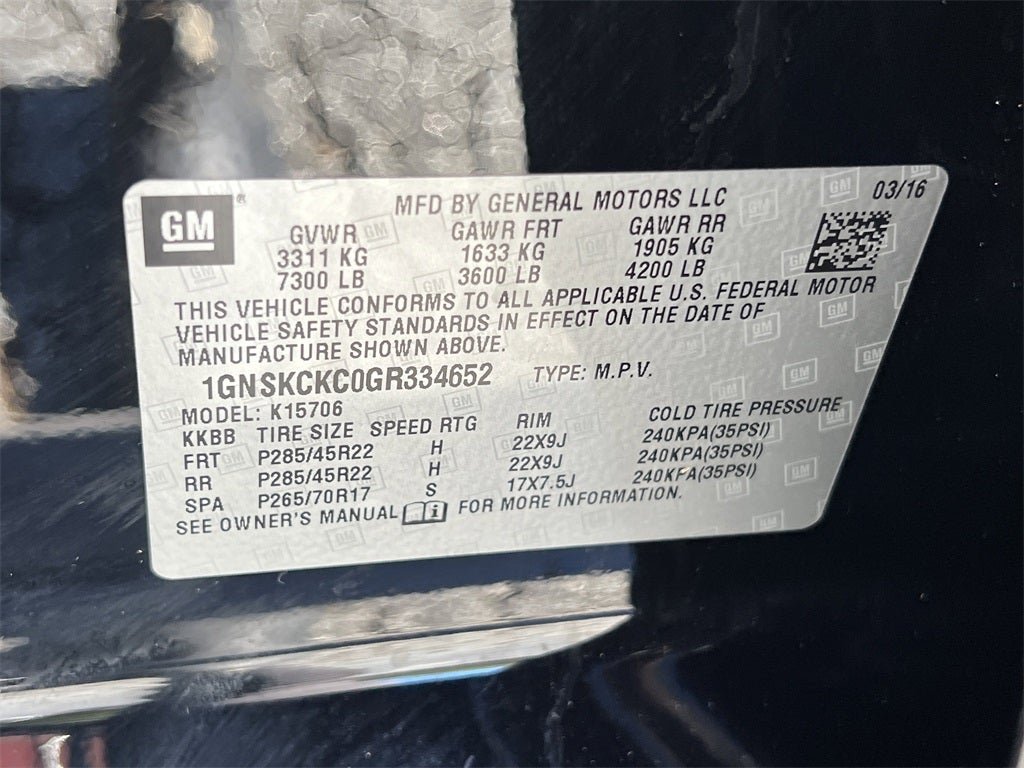 GM ® MFD BY GENERAL MOTORS LLC 03/16
GVWR GAWR FRT GAWR RR
3311 KG 1633 KG 1905 KG
7300 LB 3600 LB 4200 LB
THIS VEHICLE CONFORMS TO ALL APPLICABLE U.S. FEDERAL MOTOR
VEHICLE SAFETY STANDARDS IN EFFECT ON THE DATE OF
MANUFACTURE SHOWN ABOVE.
1GNSKCKC0GR334652 TYPE: M.P.V.
MODEL: K15706
KKBB TIRE SIZE SPEED RTG RIM COLD TIRE PRESSURE
FRT P285/45R22 H 22X9J 240KPA(35PSI)
RR P285/45R22 H 22X9J 240KPA(35PSI)
SPA P265/70R17 S 17X7.5J 240KPA(35PSI)
SEE OWNER'S MANUAL i FOR MORE INFORMATION.